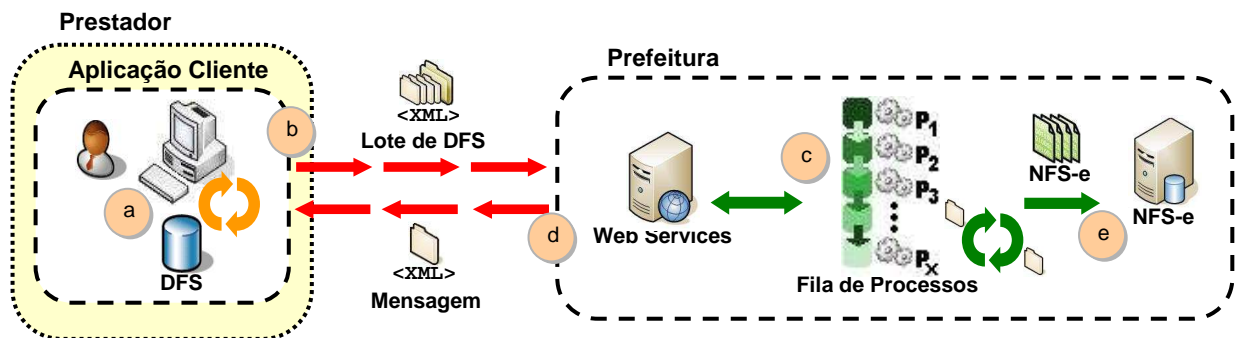 Prestador
Aplicação Cliente
a
DFS
b
<XML>
Lote de DFS
<XML>
Mensagem
Prefeitura
d
Web Services
c
P1
P2
P3
Px
Fila de Processos
NFS-e
e
NFS-e